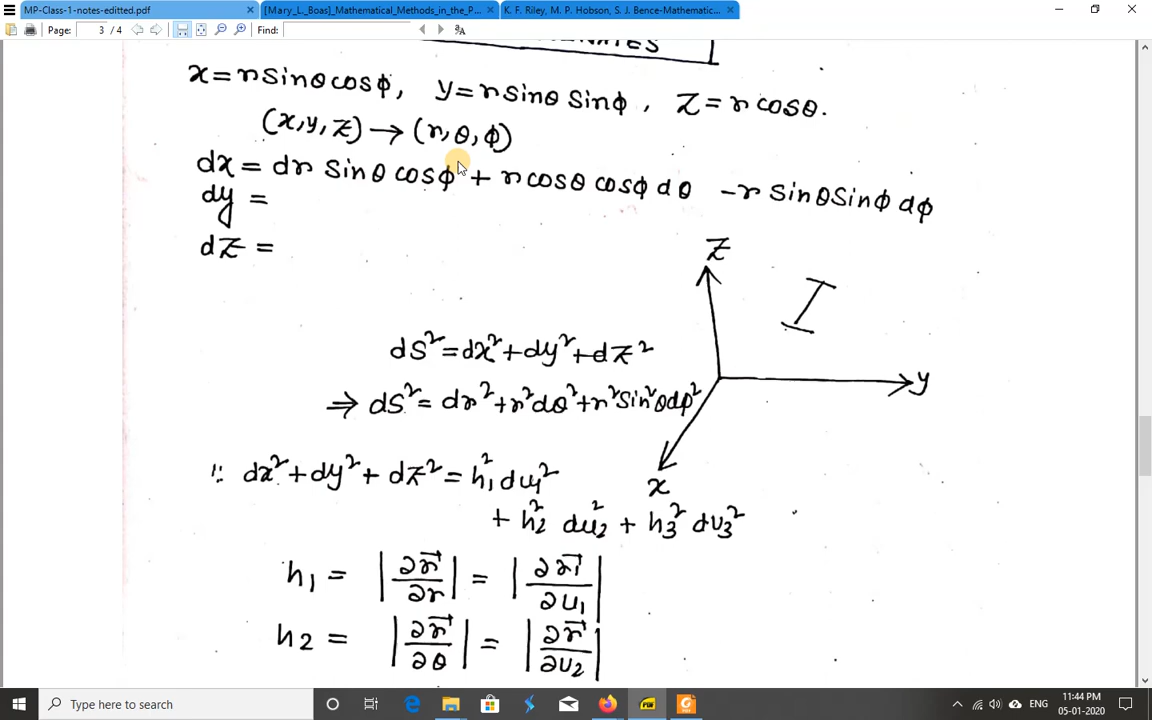 MP-Class-1-notes-editted.pdf × [Mary_L._Boas]_Mathematical_Methods_in_the_P... × K. F. Riley, M. P. Hobson, S. J. Bence-Mathematic... ×
Page: 3 / 4 Find:
x = r sinθ cosϕ, y = r sinθ sinϕ, z = r cosθ.
(x,y,z) → (r,θ,ϕ)
dx = dr sinθ cosϕ + r cosθ cosϕ dθ - r sinθ sinϕ dϕ
dy =
dz =
z
ds² = dx² + dy² + dz²
y
⇒ ds² = dr² + r²dθ² + r²sin²θdϕ²
∵ dx² + dy² + dz² = h₁² du₁²
x
+ h₂² du₂² + h₃² du₃²
h₁ = |∂r⃗/∂r| = |∂r⃗/∂u₁|
h₂ = |∂r⃗/∂θ| = |∂r⃗/∂u₂|
Type here to search
ENG
11:44 PM
05-01-2020